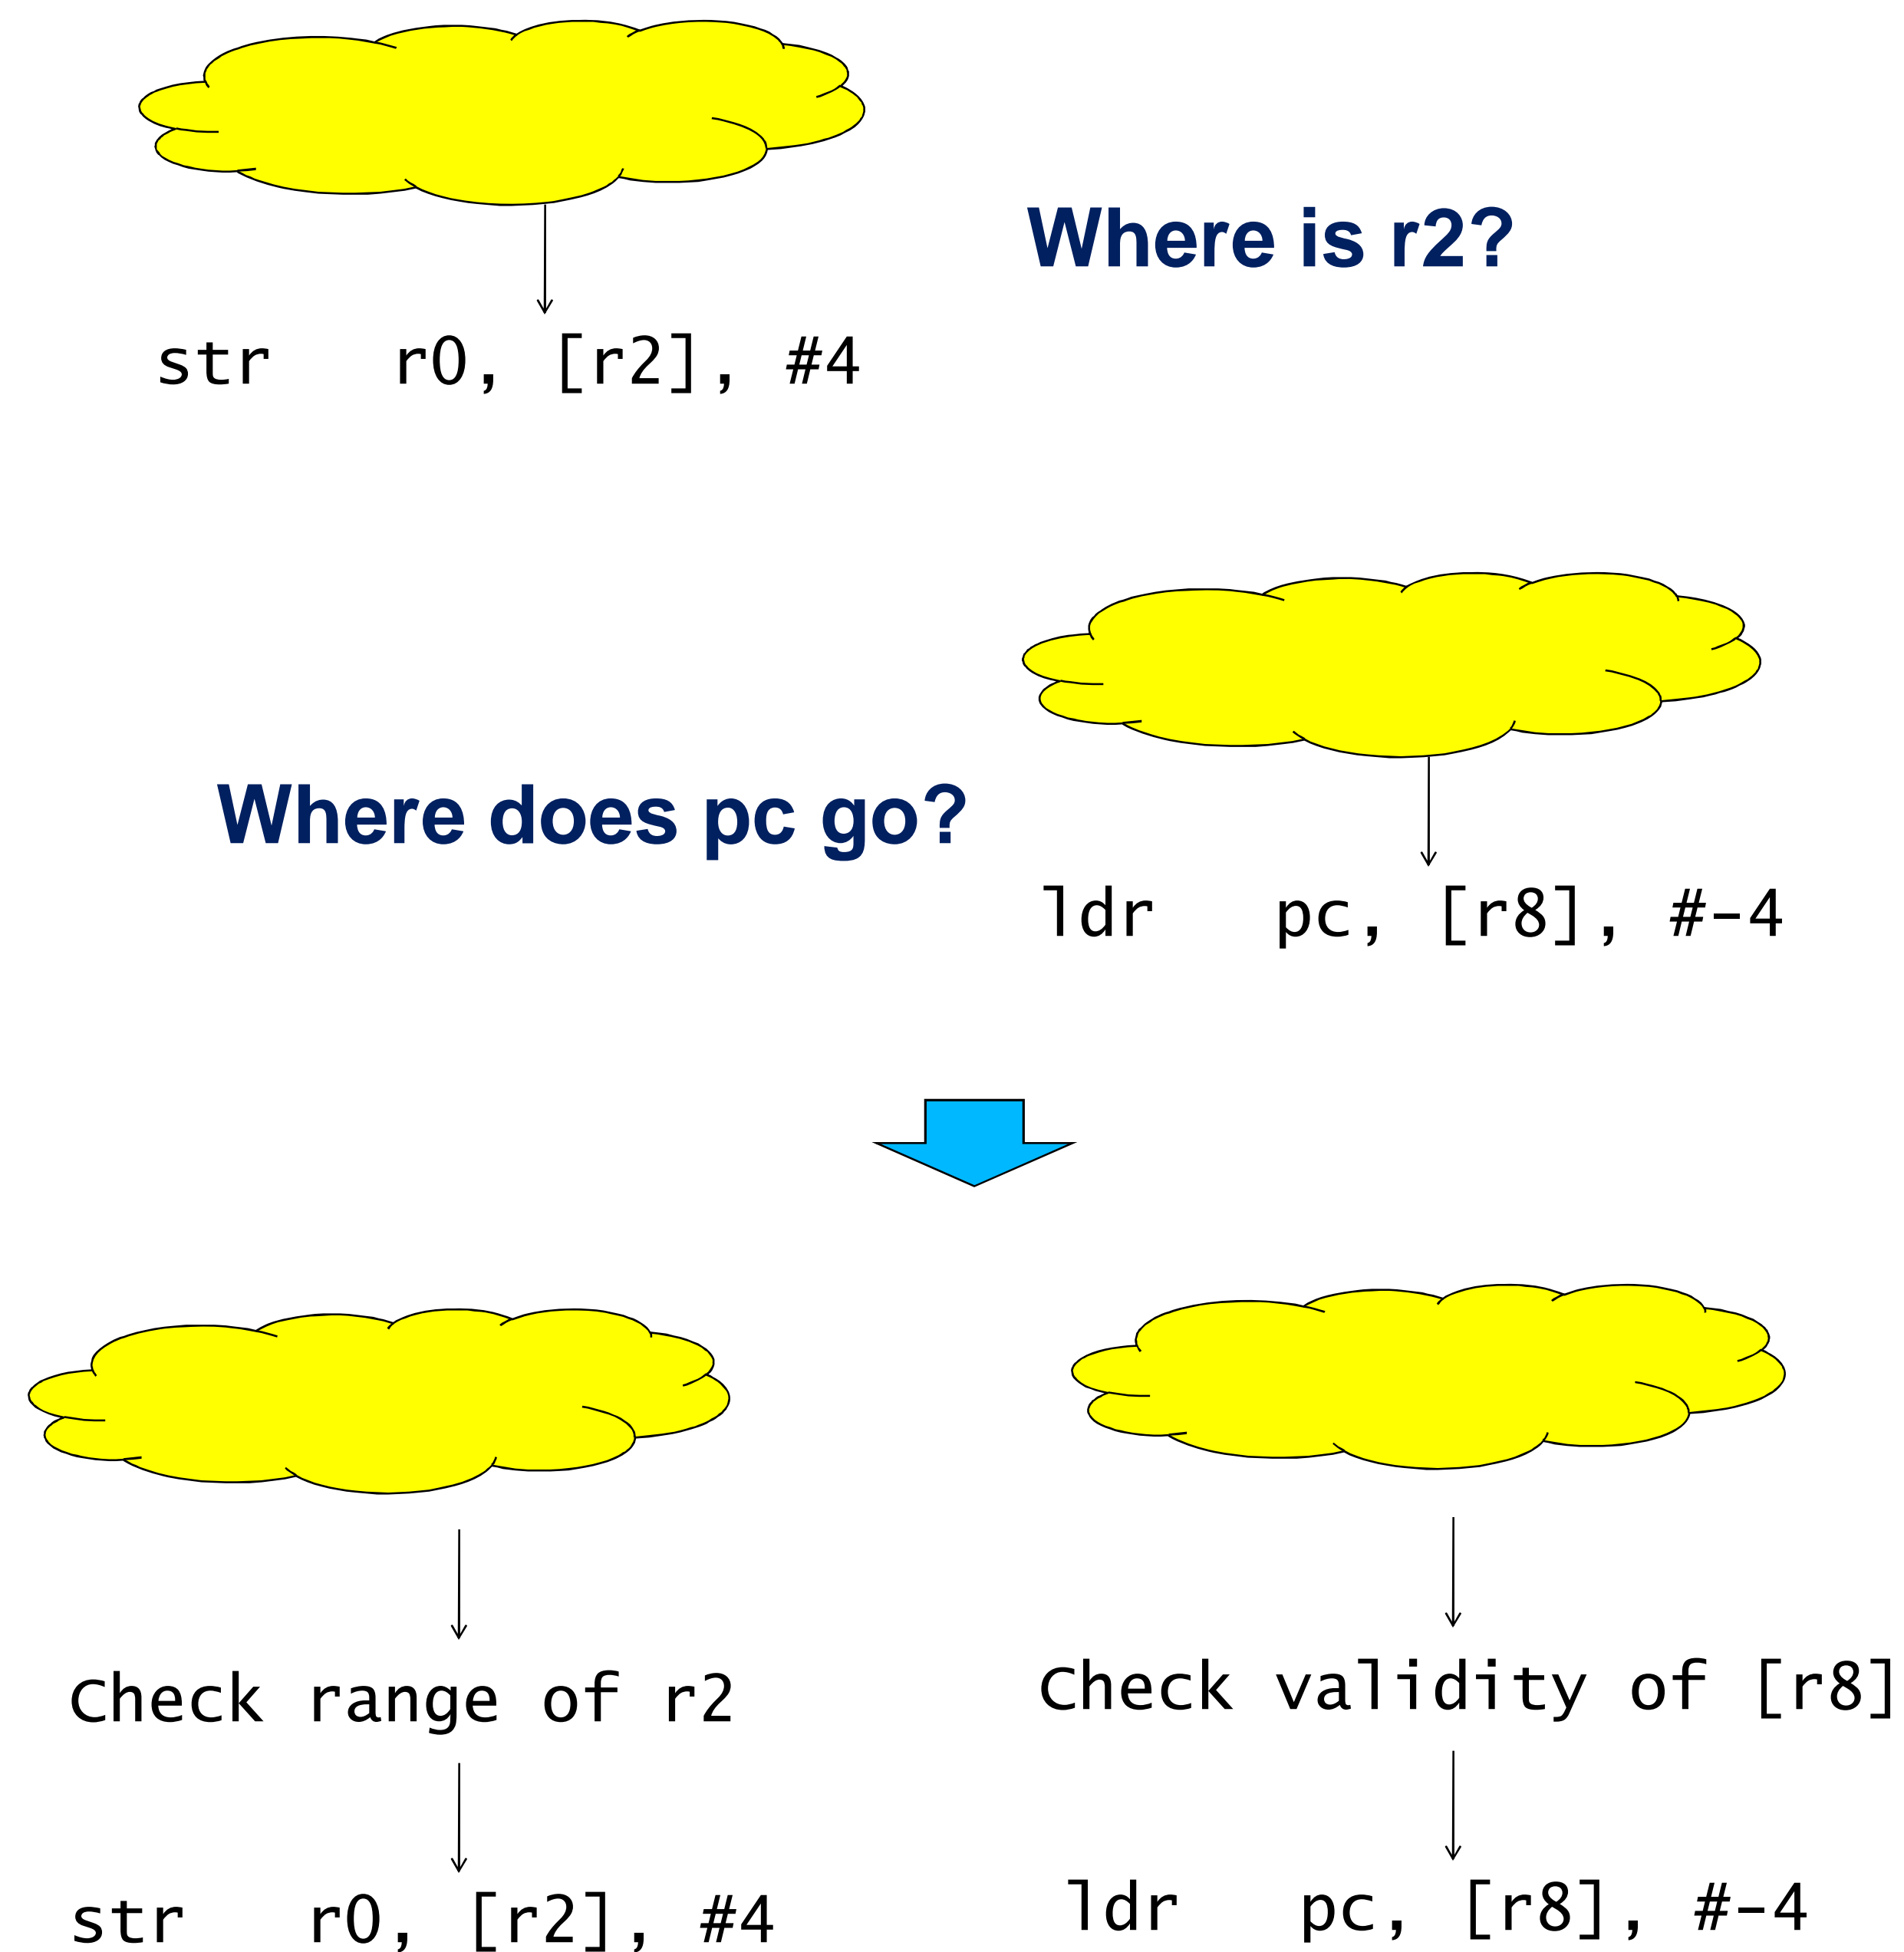 Where is r2?
str r0, [r2], #4
Where does pc go?
ldr pc, [r8], #-4
Check range of r2
Check validity of [r8]
str r0, [r2], #4
ldr pc, [r8], #-4